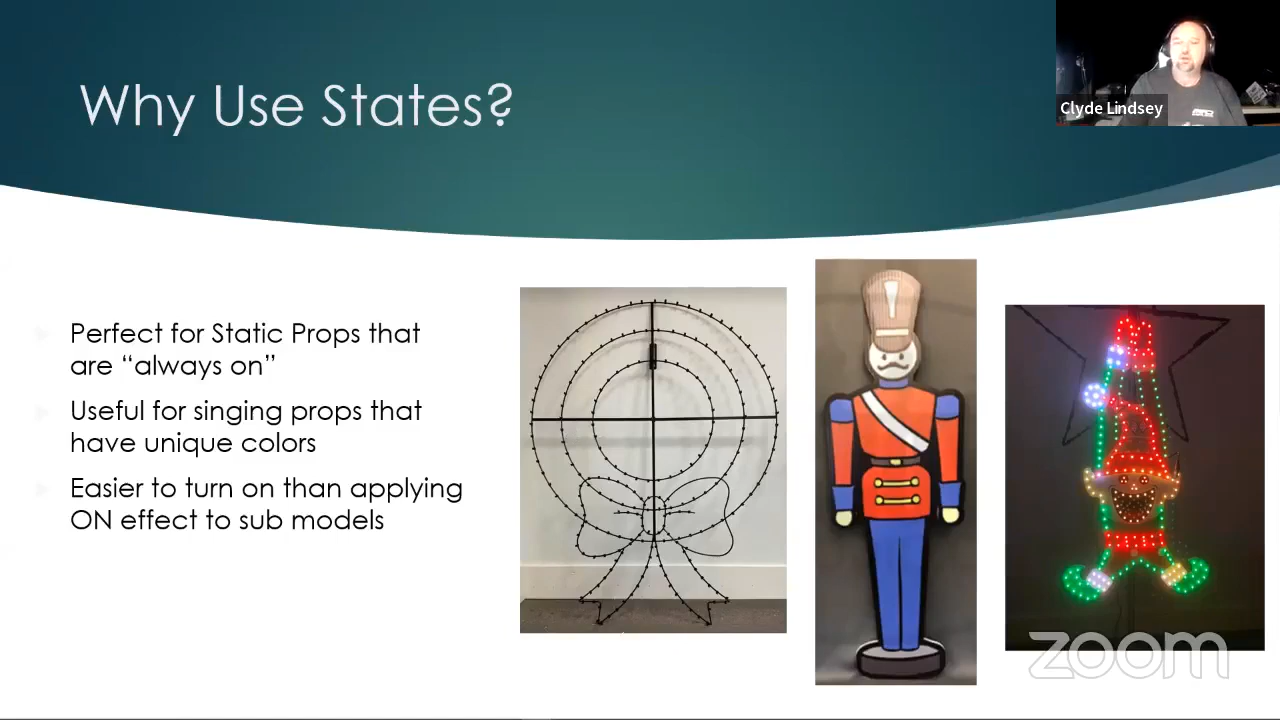 Why Use States?
Clyde Lindsey
Perfect for Static Props that
are “always on”
Useful for singing props that
have unique colors
Easier to turn on than applying
ON effect to sub models
zoom